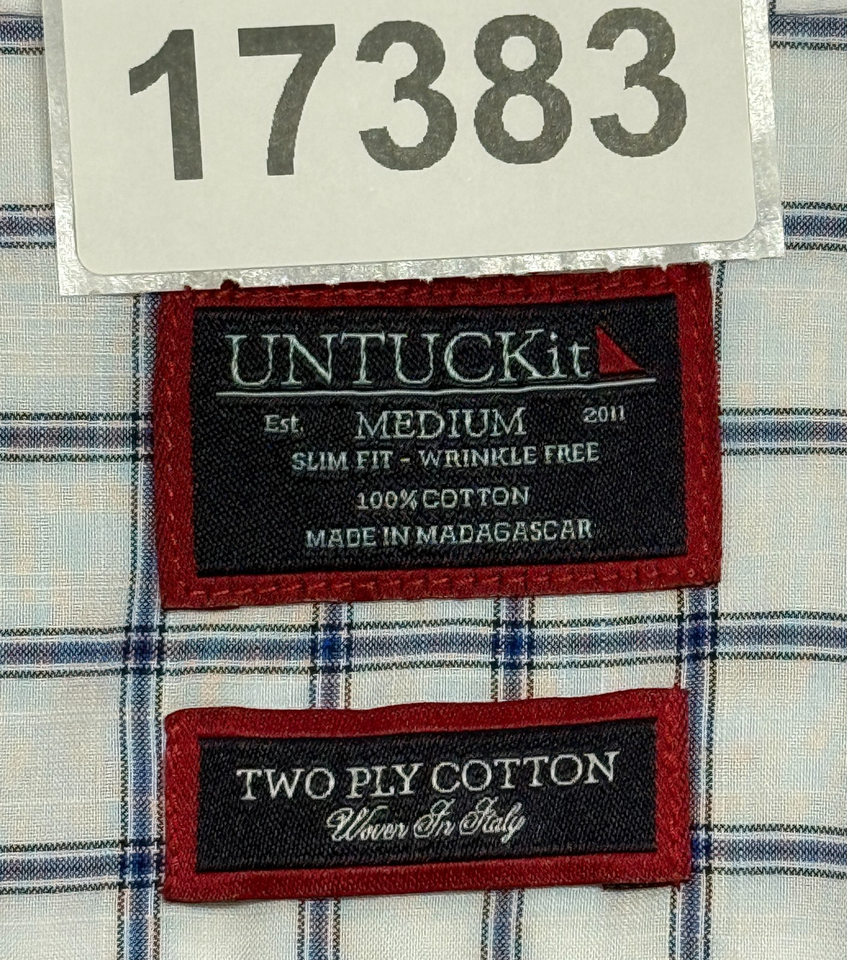 17383
UNTUCKit
Est. MEDIUM 2011
SLIM FIT - WRINKLE FREE
100% COTTON
MADE IN MADAGASCAR
TWO PLY COTTON
Woven In Italy